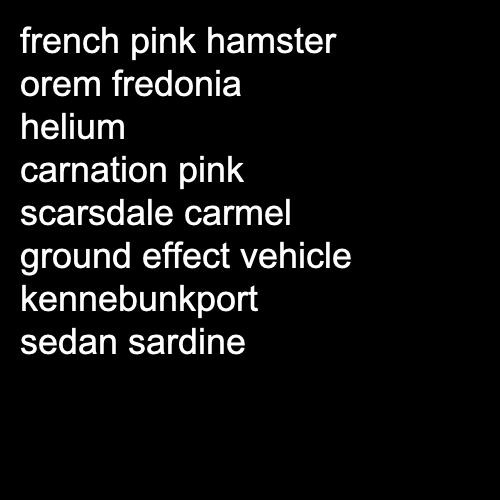 french pink hamster
orem fredonia
helium
carnation pink
scarsdale carmel
ground effect vehicle
kennebunkport
sedan sardine